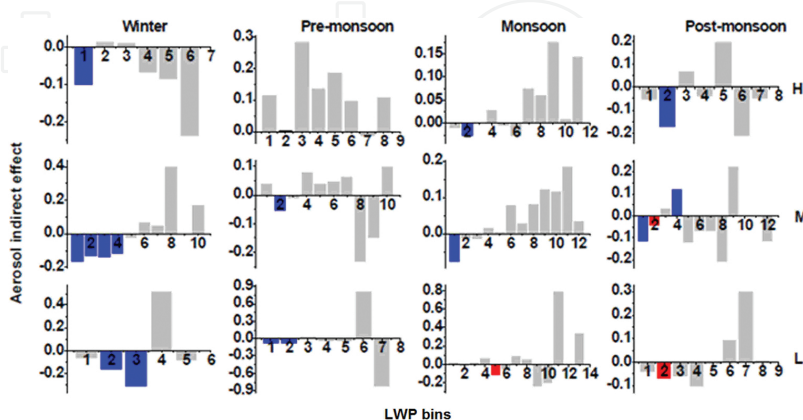 Winter Pre-monsoon Monsoon Post-monsoon
0.0 -0.1 -0.2
1 2 3 4 5 6 7
0.3 0.2 0.1 0.0
1 2 3 4 5 6 7 8 9
0.15 0.10 0.05 0.00
2 4 6 8 10 12
0.2 0.1 0.0 -0.1 -0.2
1 2 3 4 5 6 7 8
H
0.4 0.2 0.0 -0.2
2 4 6 8 10
0.1 0.0 -0.1 -0.2
2 4 6 8 10
0.2 0.1 0.0
2 4 6 8 10 12
0.2 0.1 0.0 -0.1 -0.2
2 4 6 8 10 12
M
0.4 0.2 0.0 -0.2
1 2 3 4 5 6
0.9 0.6 0.3 0.0 -0.3 -0.6 -0.9
1 2 3 4 5 6 7 8
0.8 0.6 0.4 0.2 0.0 -0.2
2 4 6 8 10 12 14
0.3 0.2 0.1 0.0 -0.1
1 2 3 4 5 6 7 8 9
L
Aerosol indirect effect
LWP bins